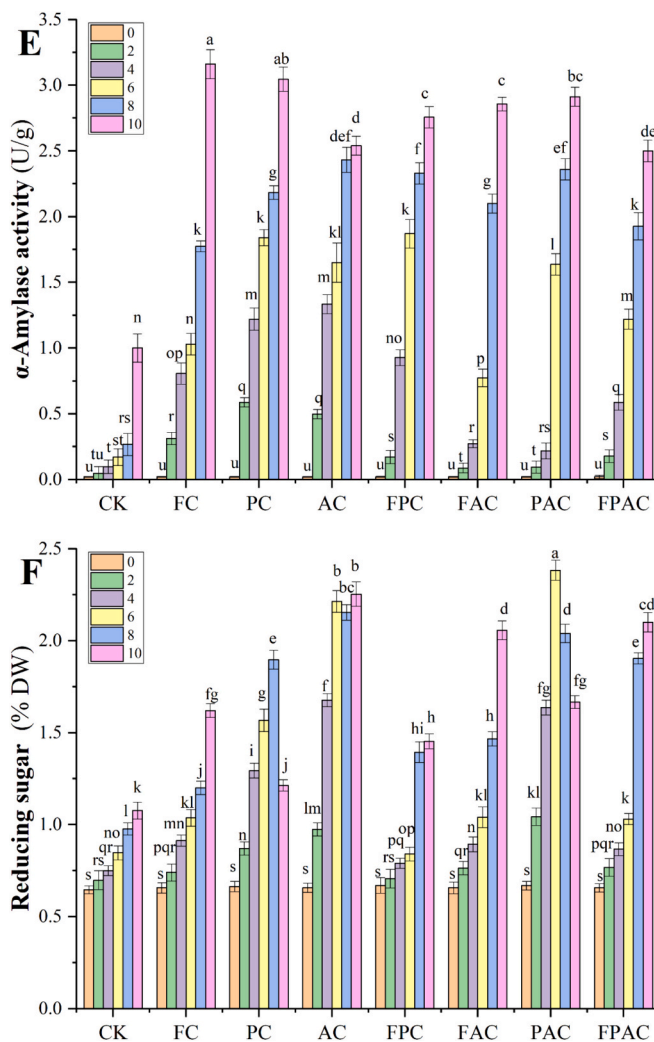 E
α-Amylase activity (U/g)
3.5
3.0
2.5
2.0
1.5
1.0
0.5
0.0
0
2
4
6
8
10
u tu t st rs n
u r op n k a
u q m k g ab
u q m kl def d
u s no k f c
u t r p g c
u t rs l ef bc
u s q m k de
CK FC PC AC FPC FAC PAC FPAC
F
Reducing sugar (% DW)
2.5
2.0
1.5
1.0
0.5
0.0
0
2
4
6
8
10
s rs qr no l k
s pqr mn kl j fg
s n i g e j
s lm f b bc b
s rs pq op hi h
s qr n kl h d
s kl fg a d fg
s pqr no k e cd
CK FC PC AC FPC FAC PAC FPAC